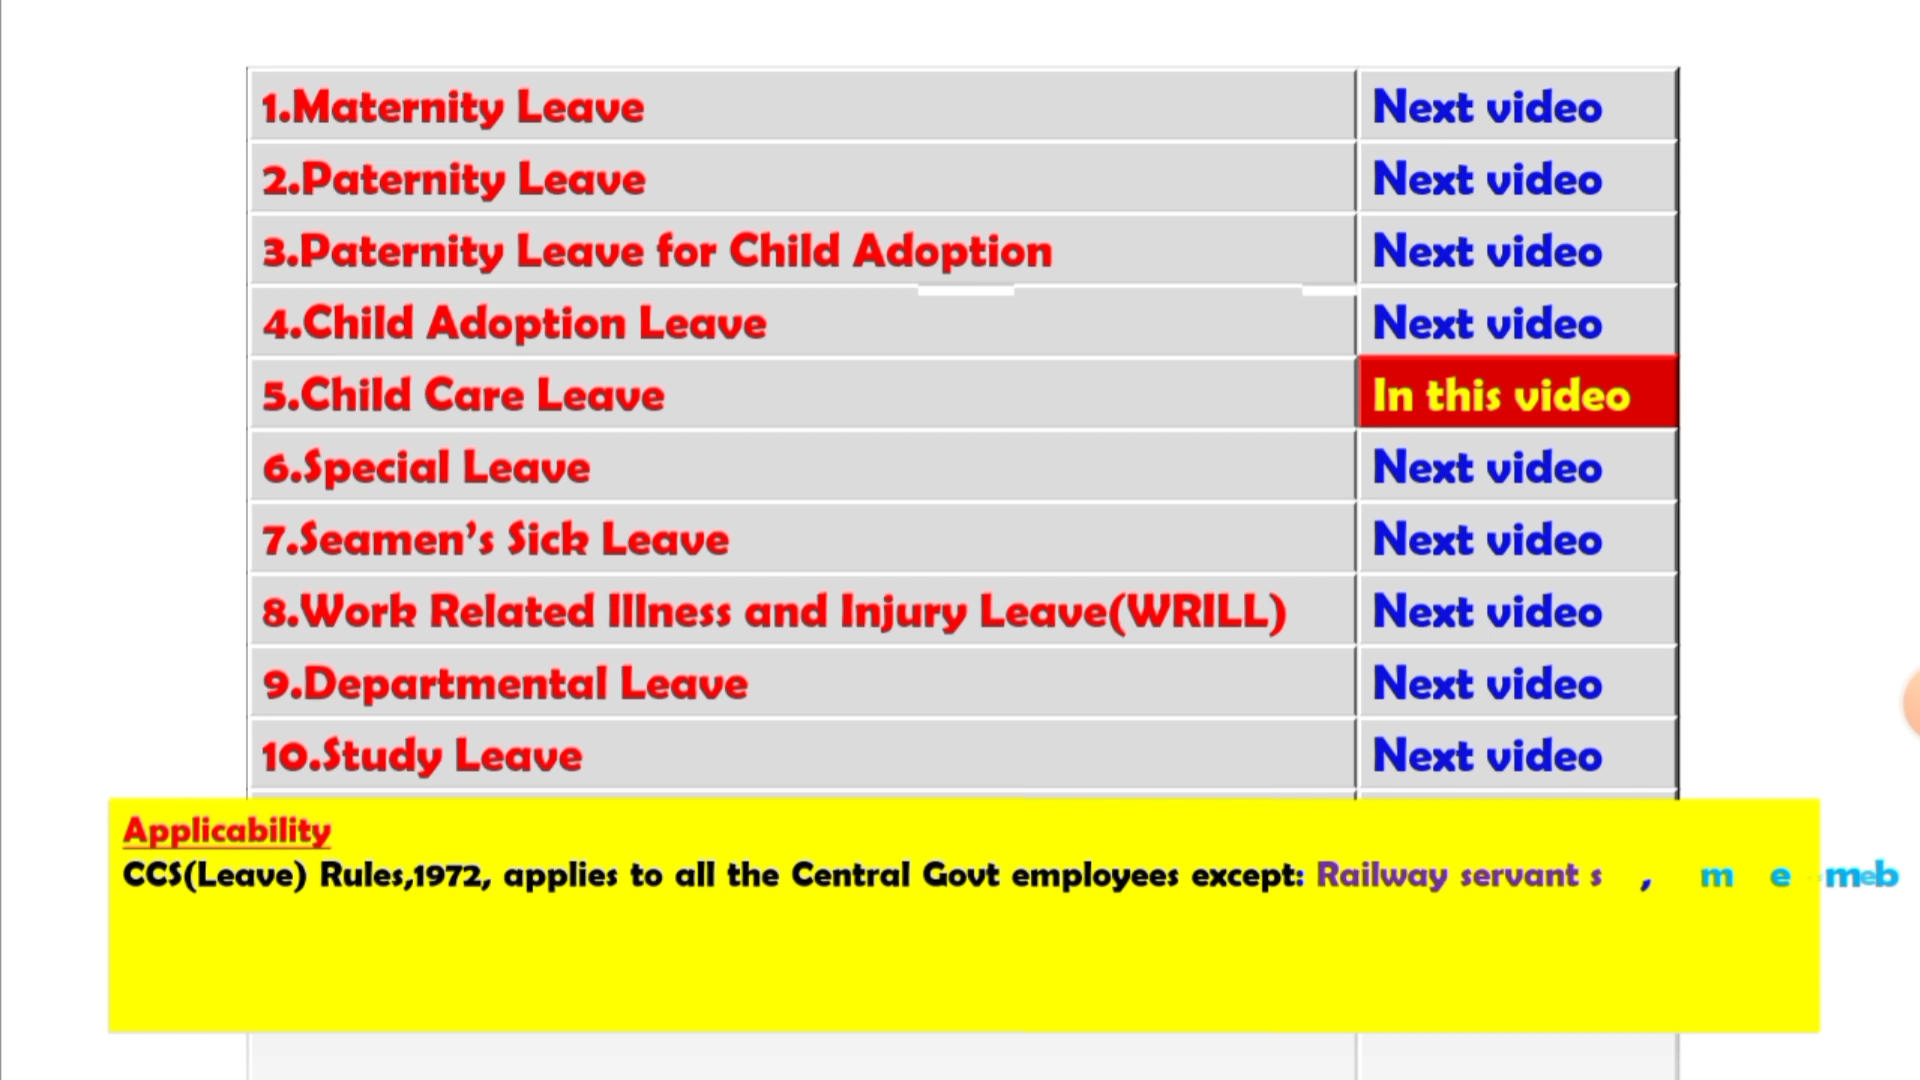 1.Maternity Leave Next video
2.Paternity Leave Next video
3.Paternity Leave for Child Adoption Next video
4.Child Adoption Leave Next video
5.Child Care Leave In this video
6.Special Leave Next video
7.Seamen’s Sick Leave Next video
8.Work Related Illness and Injury Leave(WRILL) Next video
9.Departmental Leave Next video
10.Study Leave Next video
Applicability
CCS(Leave) Rules,1972, applies to all the Central Govt employees except: Railway servant s ,